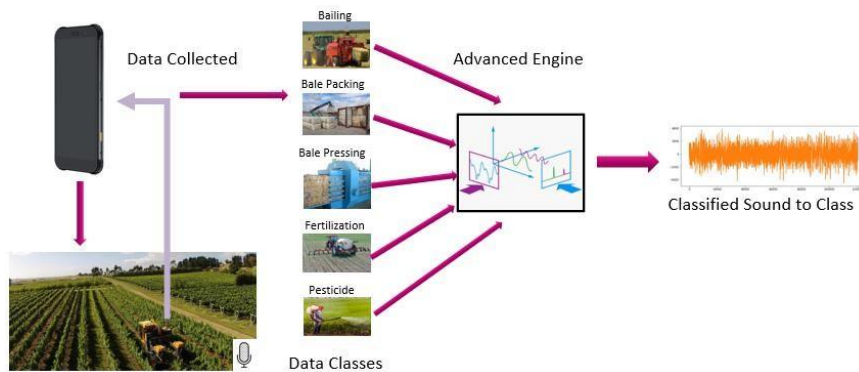 Bailing
Data Collected
Advanced Engine
Bale Packing
Bale Pressing
Classified Sound to Class
Fertilization
Pesticide
Data Classes